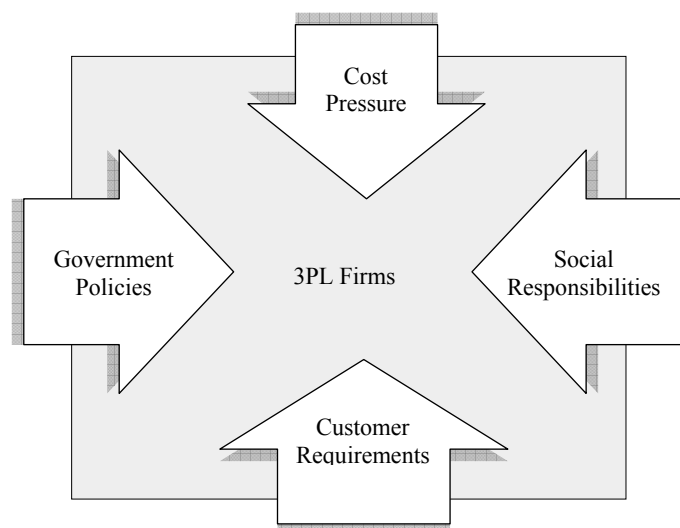 Cost
Pressure
Government
Policies
3PL Firms
Social
Responsibilities
Customer
Requirements